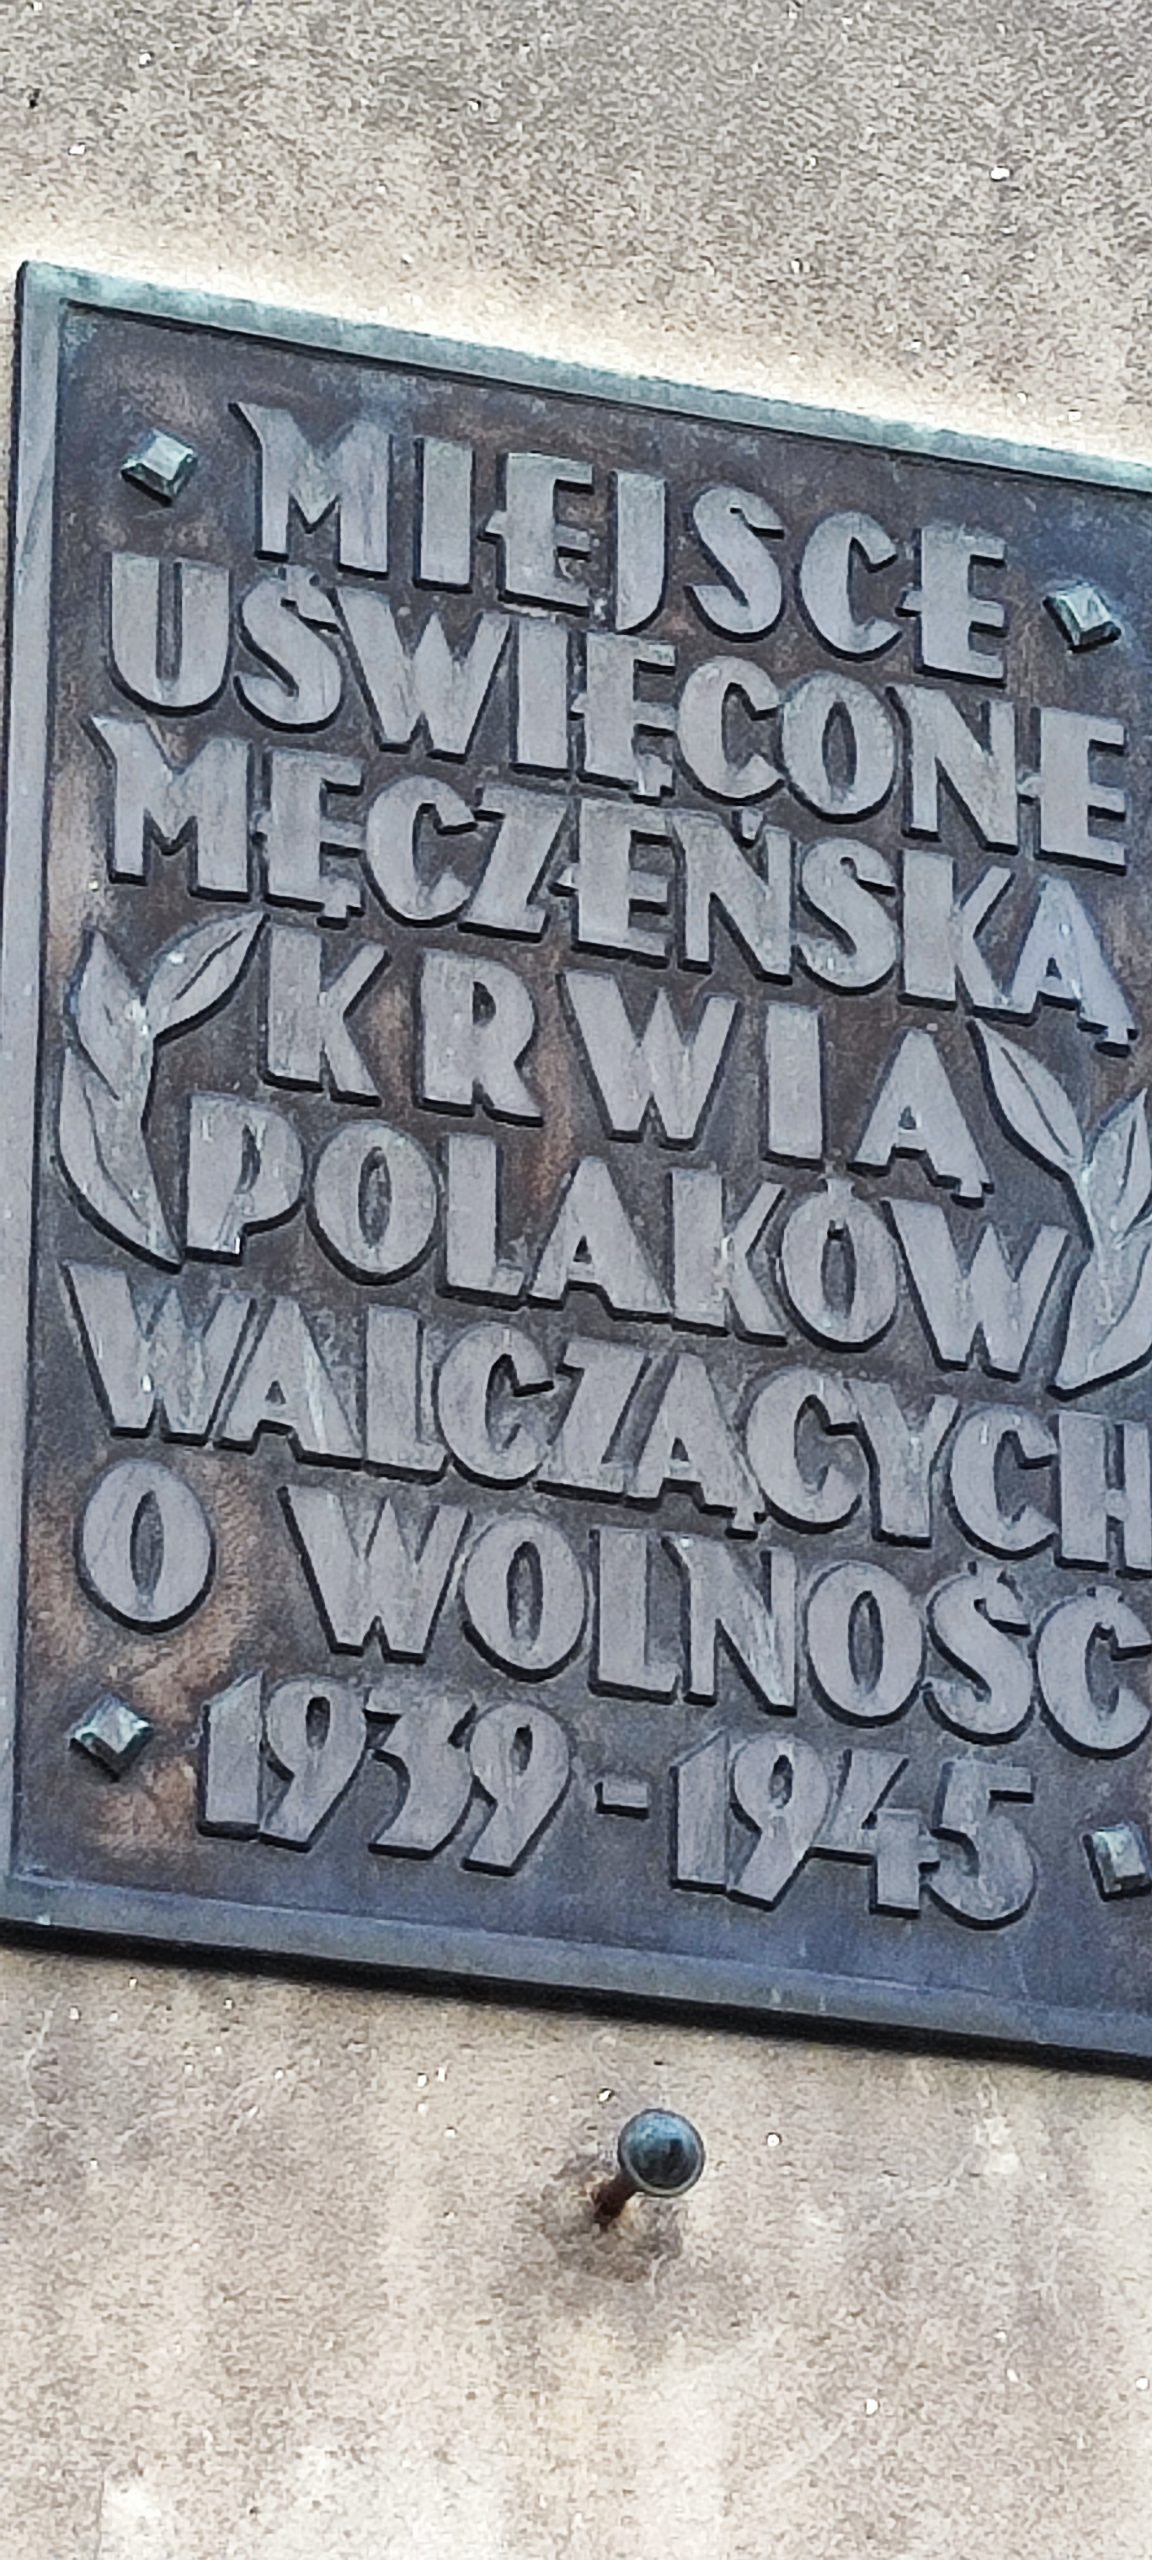 MIEJSCE
UŚWIĘCONE
MĘCZEŃSKĄ
KRWIĄ
POLAKÓW
WALCZĄCYCH
O WOLNOŚĆ
1939-1945